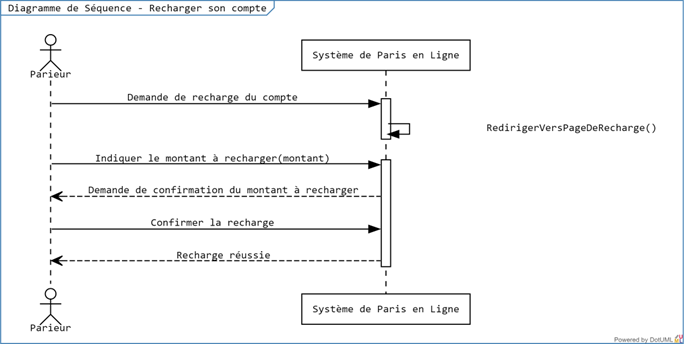 Diagramme de Séquence - Recharger son compte
Système de Paris en Ligne
Parieur
Demande de recharge du compte
RedirigerVersPageDeRecharge()
Indiquer le montant à recharger(montant)
Demande de confirmation du montant à recharger
Confirmer la recharge
Recharge réussie
Système de Paris en Ligne
Parieur
Powered by DotUML